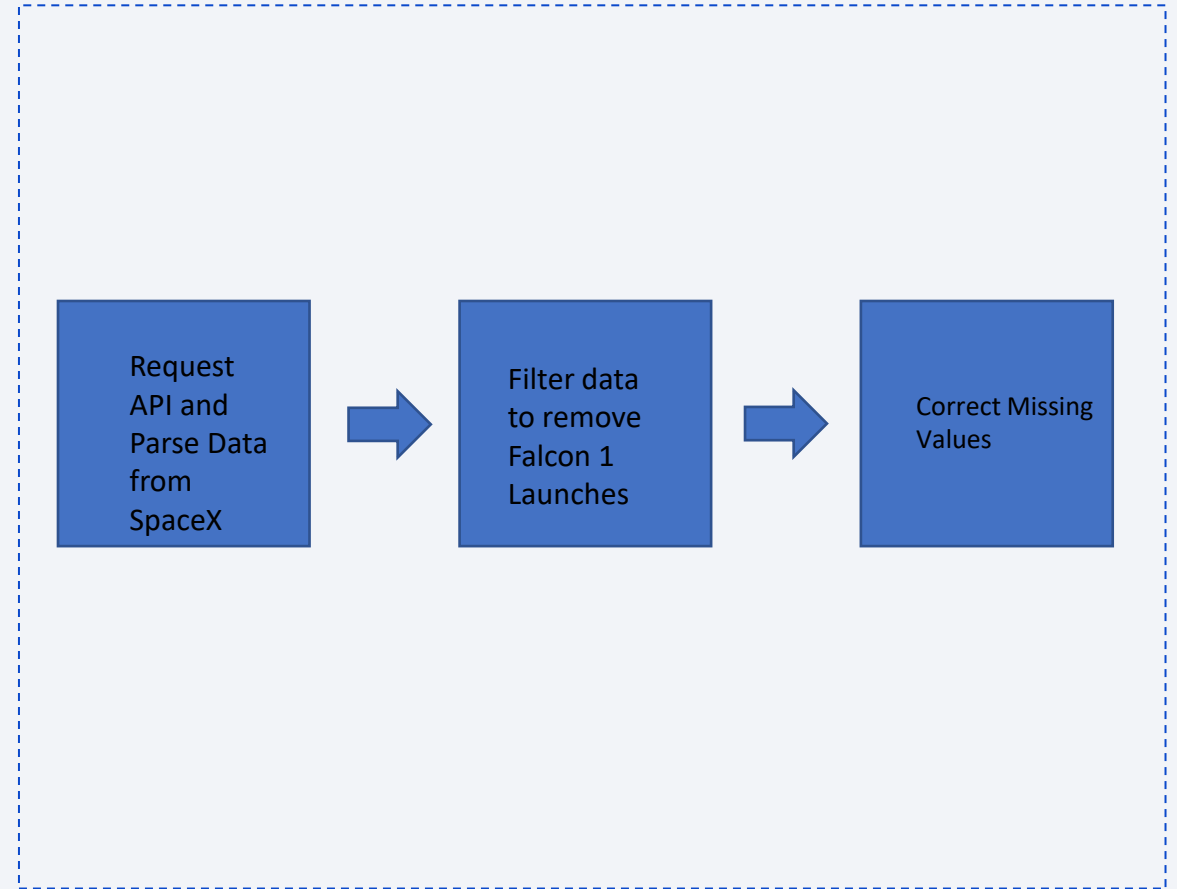 Request
API and
Parse Data
from
SpaceX
Filter data
to remove
Falcon 1
Launches
Correct Missing
Values